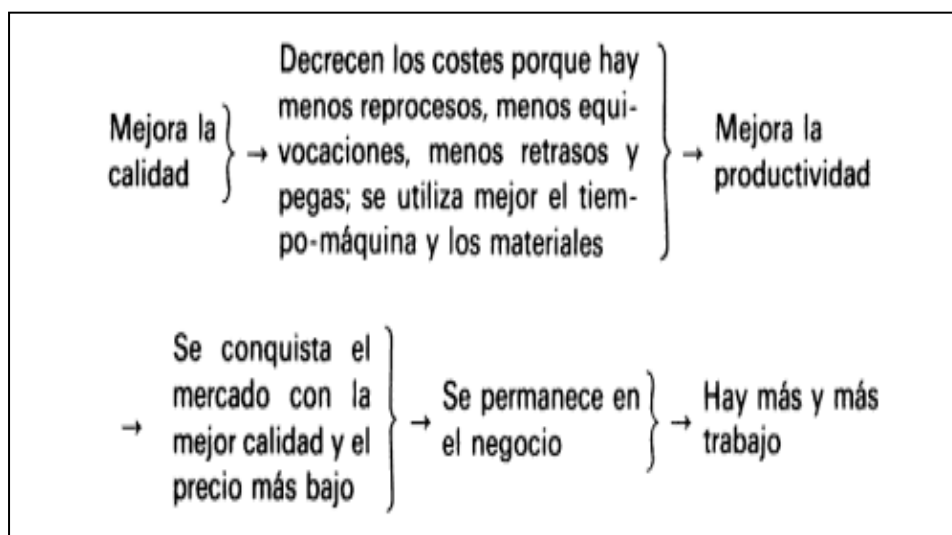 Mejora la
calidad
→
Decrecen los costes porque hay
menos reprocesos, menos equi-
vocaciones, menos retrasos y
pegas; se utiliza mejor el tiem-
po-máquina y los materiales
→
Mejora la
productividad
→
Se conquista el
mercado con la
mejor calidad y el
precio más bajo
→
Se permanece en
el negocio
→
Hay más y más
trabajo